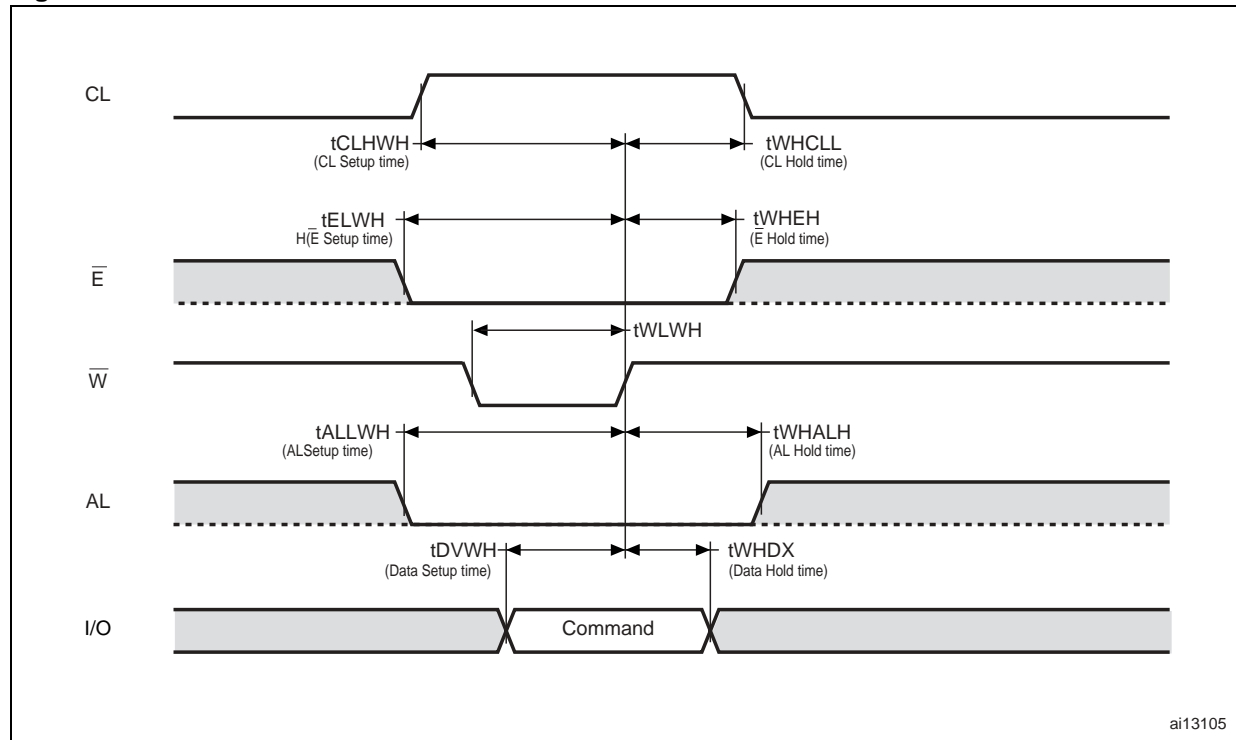 CL
tCLHWH
(CL Setup time)
tWHCLL
(CL Hold time)
tELWH
H(E̅ Setup time)
tWHEH
(E̅ Hold time)
E̅
tWLWH
W̅
tALLWH
(ALSetup time)
tWHALH
(AL Hold time)
AL
tDVWH
(Data Setup time)
tWHDX
(Data Hold time)
I/O
Command
ai13105